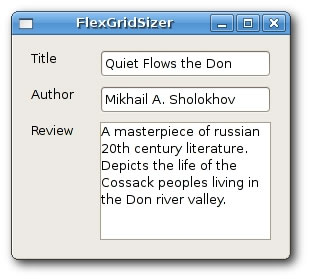 FlexGridSizer
Title
Quiet Flows the Don
Author
Mikhail A. Sholokhov
Review
A masterpiece of russian
20th century literature.
Depicts the life of the
Cossack peoples living in
the Don river valley.